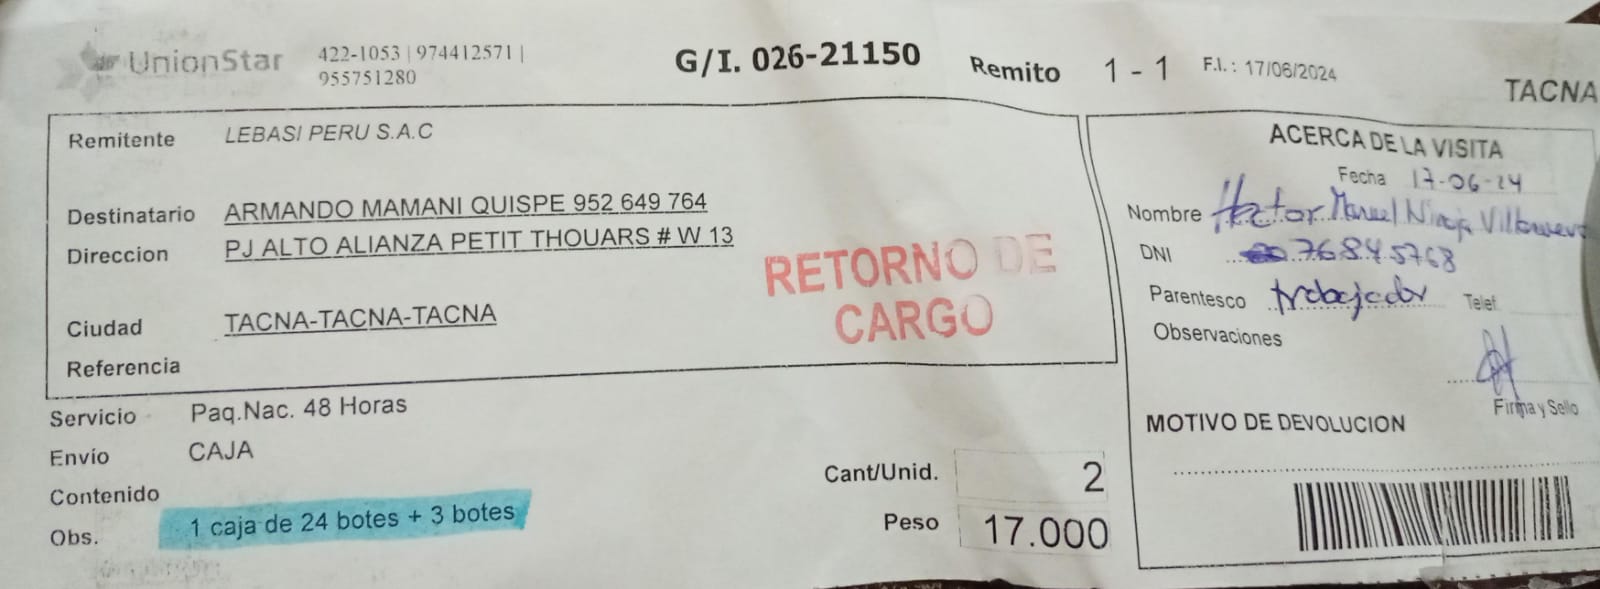 UnionStar
422-1053 | 974412571 |
955751280
G/I. 026-21150
Remito 1 - 1
F.I. : 17/06/2024
TACNA
Remitente LEBASI PERU S.A.C
Destinatario ARMANDO MAMANI QUISPE 952 649 764
Direccion PJ ALTO ALIANZA PETIT THOUARS # W 13
Ciudad TACNA-TACNA-TACNA
Referencia
RETORNO DE
CARGO
Servicio Paq.Nac. 48 Horas
Envio CAJA
Contenido
Obs. 1 caja de 24 botes + 3 botes
Cant/Unid. 2
Peso 17.000
ACERCA DE LA VISITA
Fecha 17-06-24
Nombre Hector Manuel Villanueva
DNI 76845768
Parentesco trabajador Telef.
Observaciones
Firma y Sello
MOTIVO DE DEVOLUCION